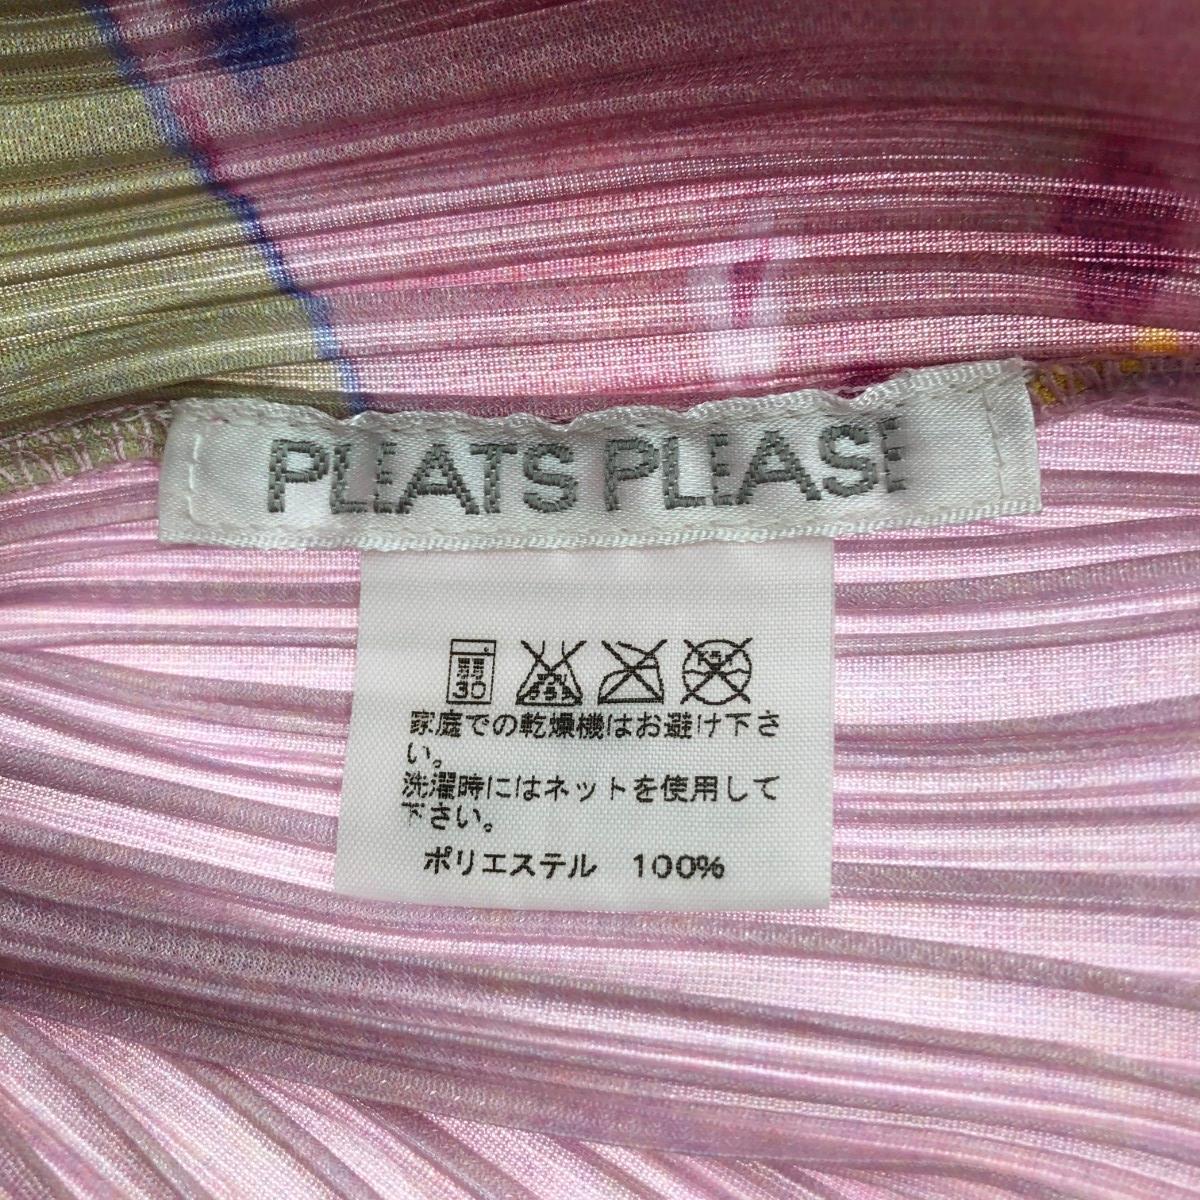 PLEATS PLEASE
弱
30
家庭での乾燥機はお避け下さ
い。
洗濯時にはネットを使用して
下さい。
ポリエステル 100%